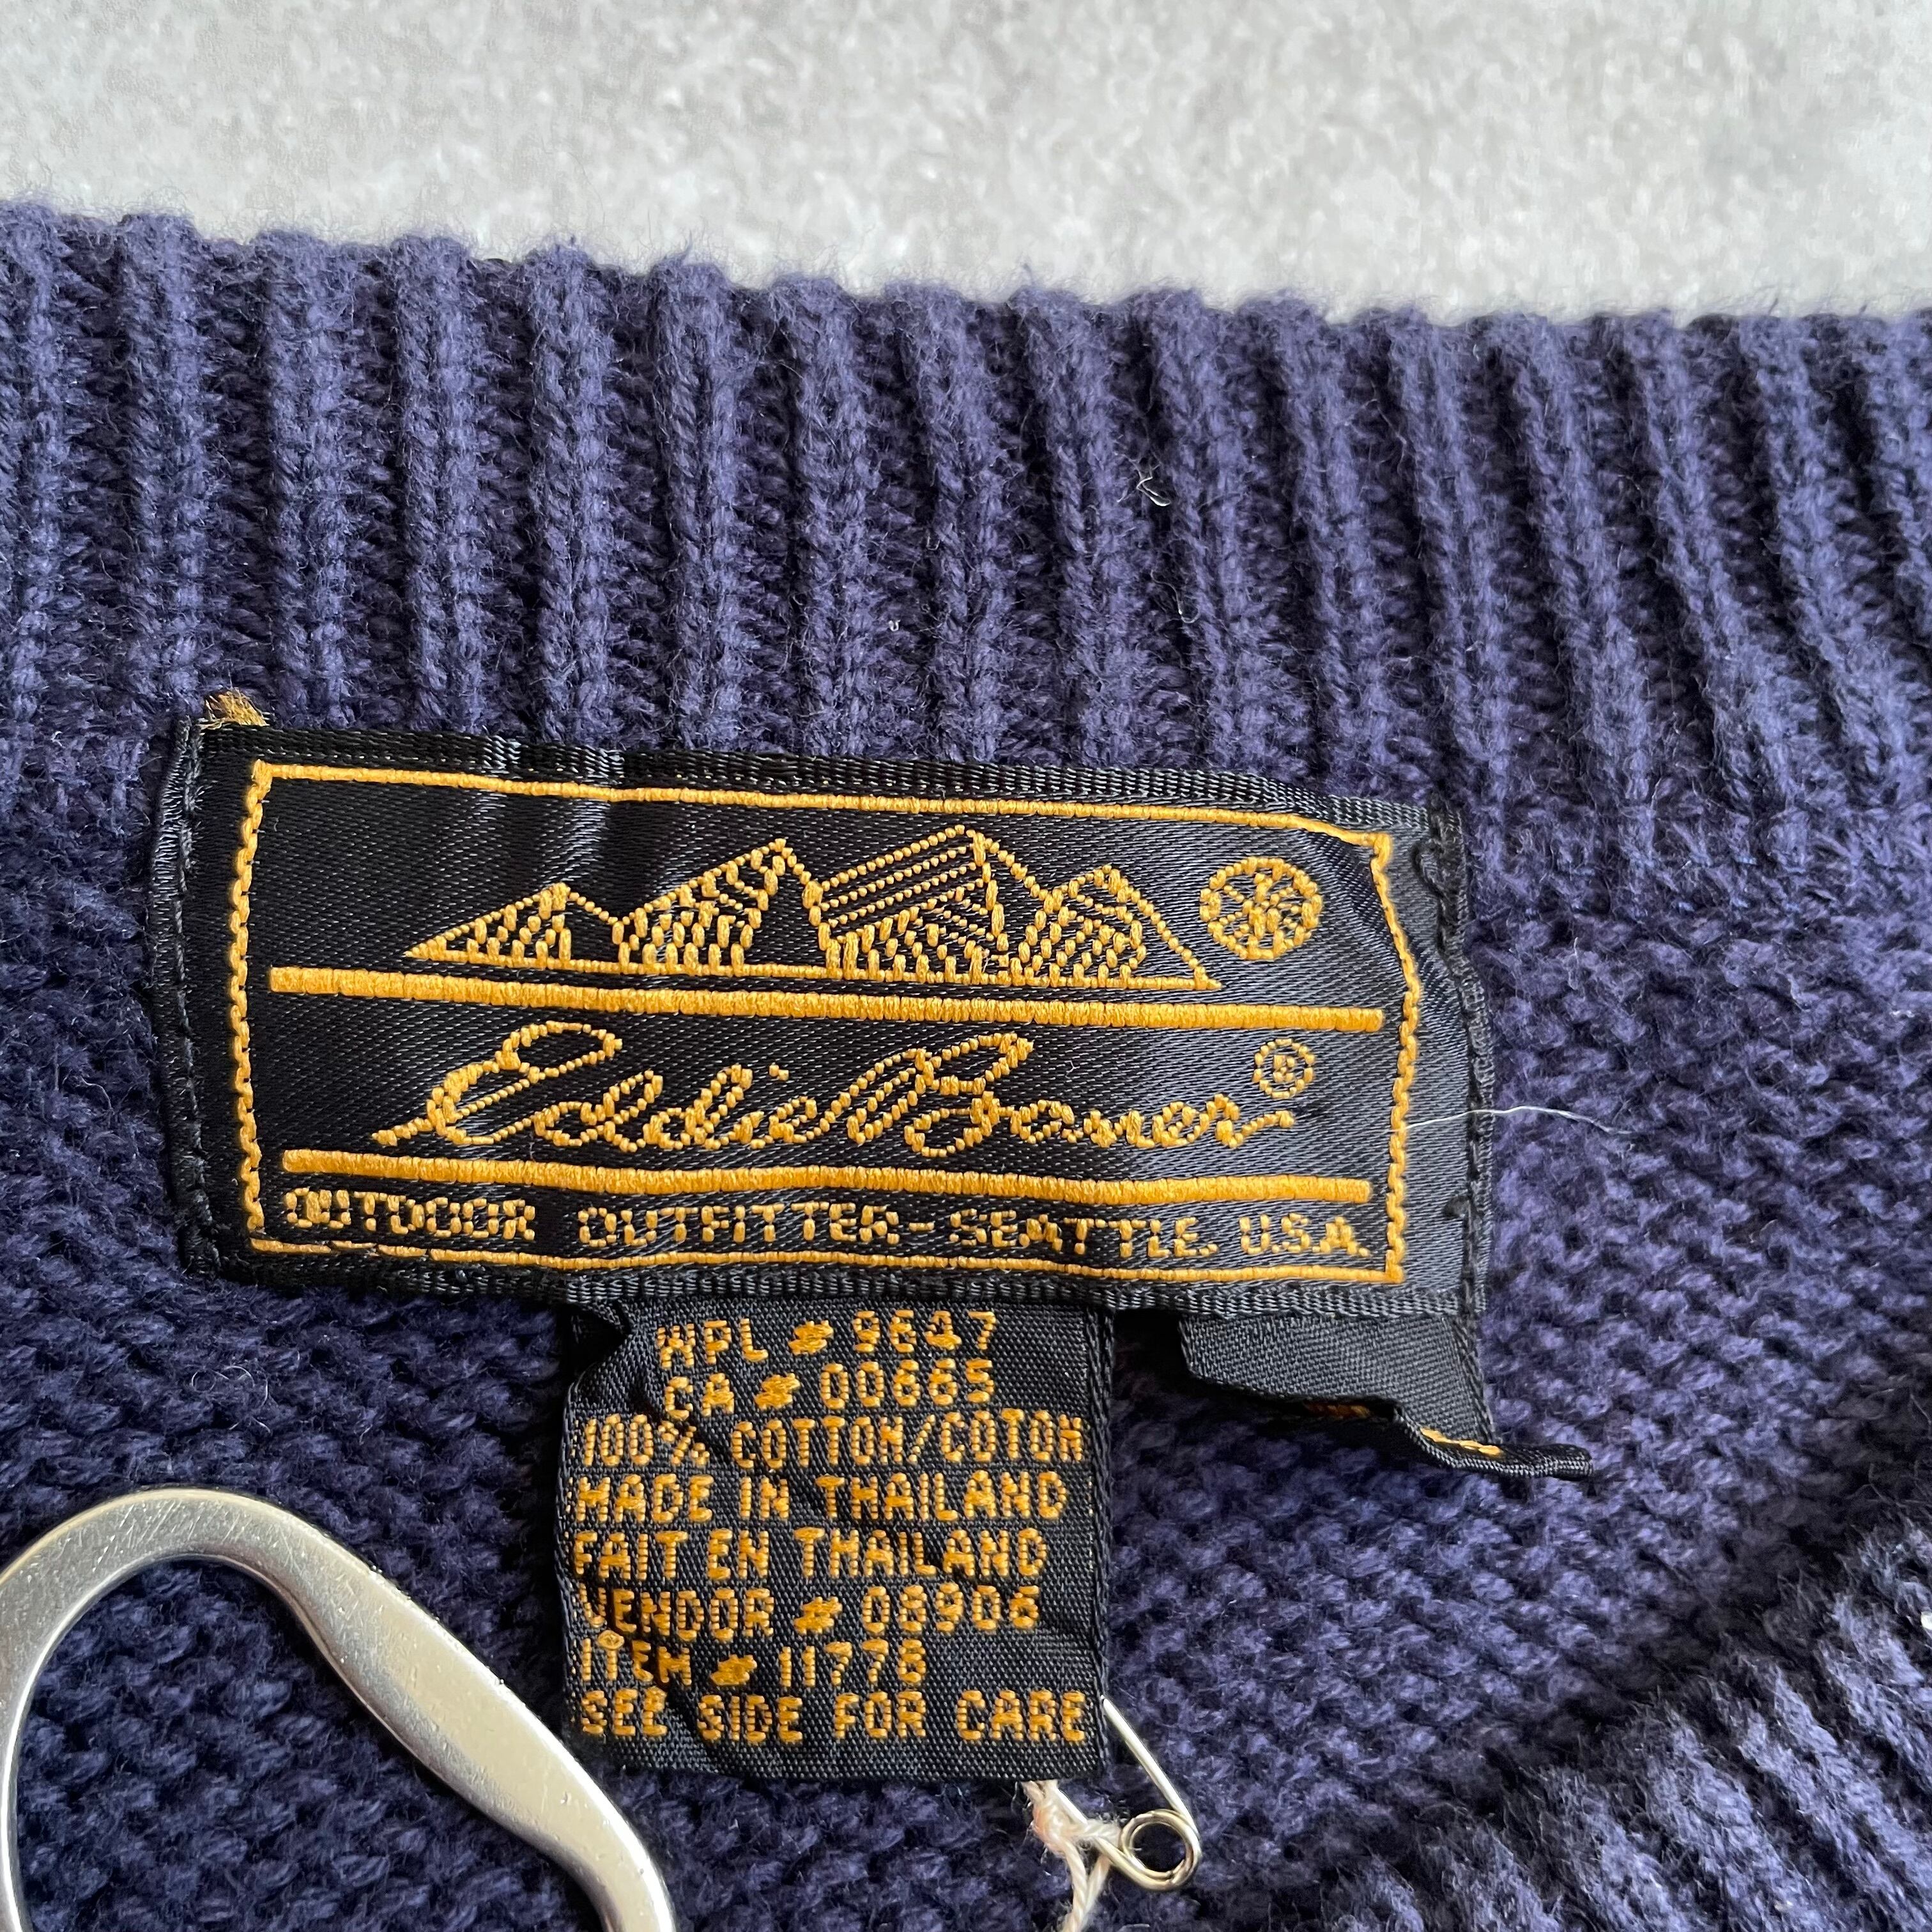 Eddie Bauer®
OUTDOOR OUTFITTER - SEATTLE, U.S.A.
WPL # 9647
CA # 00665
100% COTTON/COTON
MADE IN THAILAND
FAIT EN THAILAND
VENDOR # 08906
ITEM # 11778
SEE SIDE FOR CARE